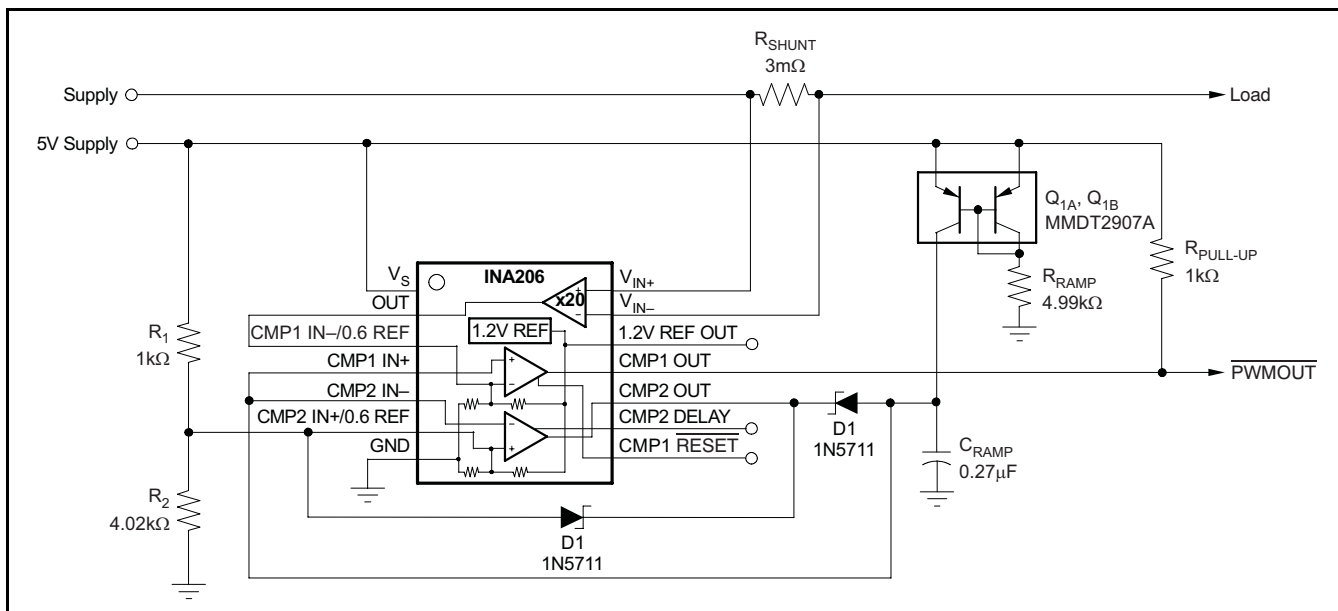 R_SHUNT
3mΩ
Supply
Load
5V Supply
Q_1A, Q_1B
MMDT2907A
R_PULL-UP
1kΩ
R_RAMP
4.99kΩ
V_S
INA206
V_IN+
OUT
x20
V_IN–
CMP1 IN–/0.6 REF
1.2V REF
1.2V REF OUT
R_1
1kΩ
CMP1 IN+
+
–
CMP1 OUT
PWMOUT
CMP2 IN–
CMP2 OUT
CMP2 IN+/0.6 REF
–
+
CMP2 DELAY
D1
1N5711
GND
CMP1 RESET
C_RAMP
0.27μF
R_2
4.02kΩ
D1
1N5711